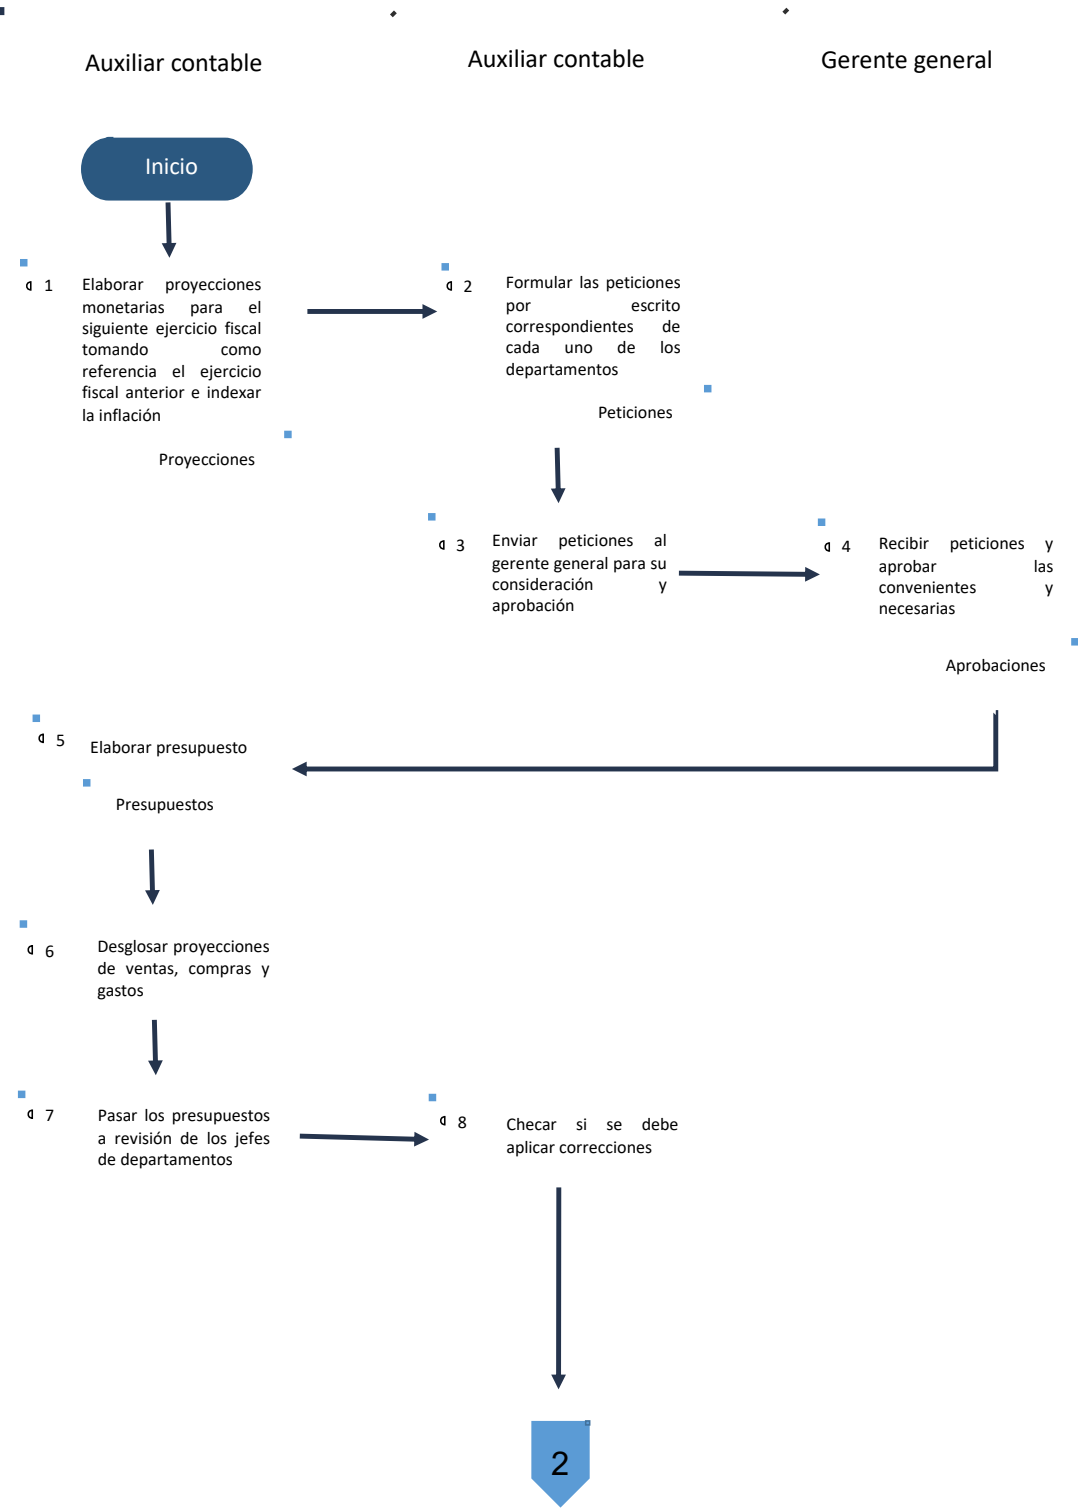 Auxiliar contable
Auxiliar contable
Gerente general
Inicio
1
Elaborar proyecciones
monetarias para el
siguiente ejercicio fiscal
tomando como
referencia el ejercicio
fiscal anterior e indexar
la inflación
Proyecciones
2
Formular las peticiones
por escrito
correspondientes de
cada uno de los
departamentos
Peticiones
3
Enviar peticiones al
gerente general para su
consideración y
aprobación
4
Recibir peticiones y
aprobar las
convenientes y
necesarias
Aprobaciones
5
Elaborar presupuesto
Presupuestos
6
Desglosar proyecciones
de ventas, compras y
gastos
7
Pasar los presupuestos
a revisión de los jefes
de departamentos
8
Checar si se debe
aplicar correcciones
2